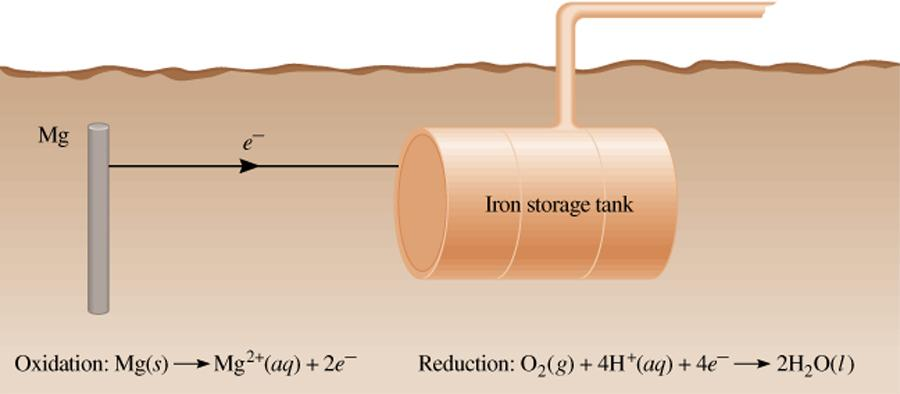 Mg
e⁻
Iron storage tank
Oxidation: Mg(s) ⟶ Mg²⁺(aq) + 2e⁻
Reduction: O₂(g) + 4H⁺(aq) + 4e⁻ ⟶ 2H₂O(l)